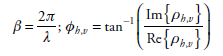 β = 2π/λ; φ_{h,v} = tan⁻¹(Im{ρ_{h,v}}/Re{ρ_{h,v}})